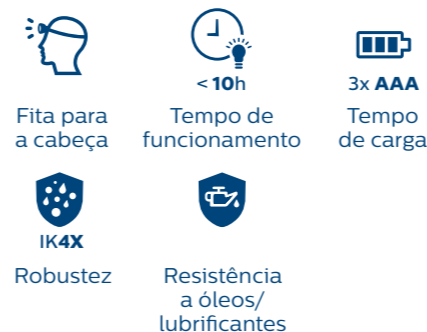 < 10h
3x AAA
Fita para
a cabeça
Tempo de
funcionamento
Tempo
de carga
IK4X
Robustez
Resistência
a óleos/
lubrificantes